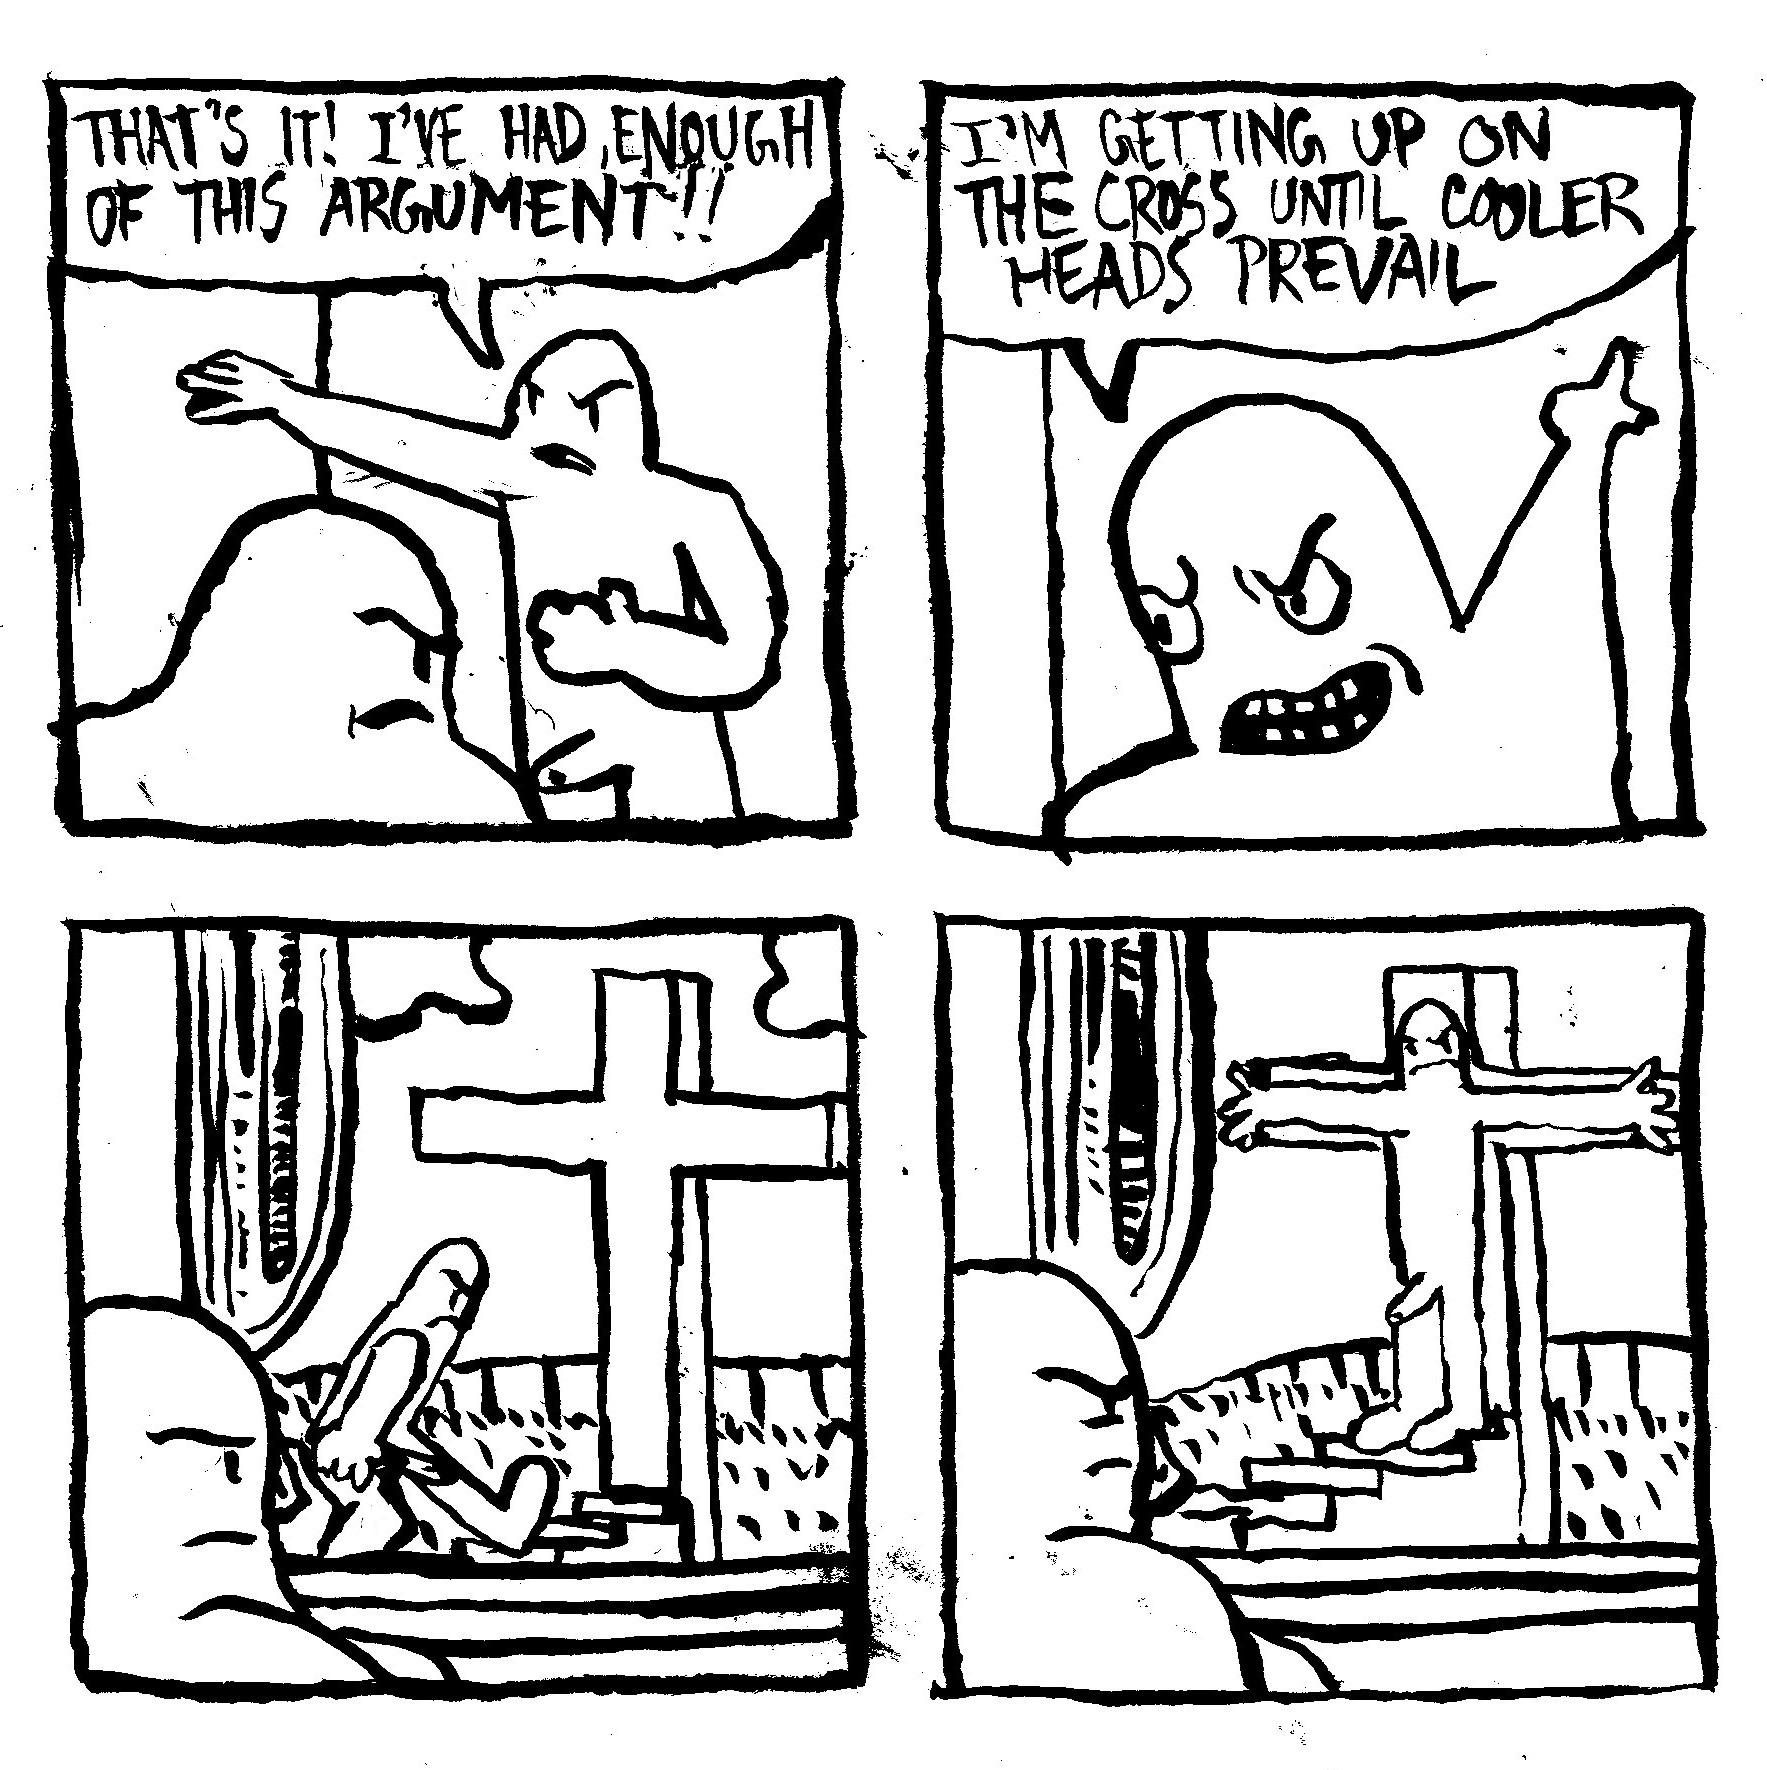 THAT'S IT! I'VE HAD ENOUGH
OF THIS ARGUMENT!!
I'M GETTING UP ON
THE CROSS UNTIL COOLER
HEADS PREVAIL